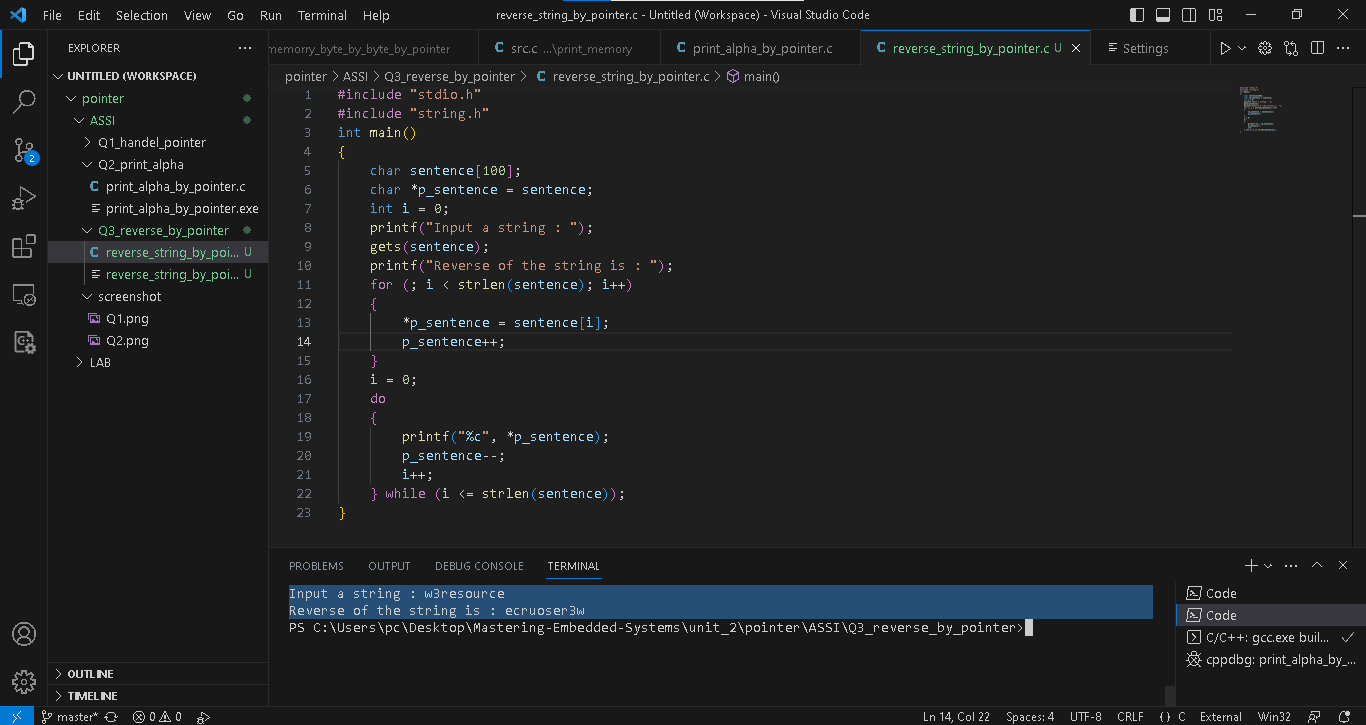 File Edit Selection View Go Run Terminal Help
reverse_string_by_pointer.c - Untitled (Workspace) - Visual Studio Code
EXPLORER
UNTITLED (WORKSPACE)
pointer
ASSI
Q1_handel_pointer
Q2_print_alpha
C print_alpha_by_pointer.c
print_alpha_by_pointer.exe
Q3_reverse_by_pointer
C reverse_string_by_poi... U
reverse_string_by_poi... U
screenshot
Q1.png
Q2.png
LAB
OUTLINE
TIMELINE
2
memorry_byte_by_byte_by_pointer
C src.c ...\print_memory
C print_alpha_by_pointer.c
C reverse_string_by_pointer.c U
Settings
pointer > ASSI > Q3_reverse_by_pointer > C reverse_string_by_pointer.c > main()
1 #include "stdio.h"
2 #include "string.h"
3 int main()
4 {
5 char sentence[100];
6 char *p_sentence = sentence;
7 int i = 0;
8 printf("Input a string : ");
9 gets(sentence);
10 printf("Reverse of the string is : ");
11 for (; i < strlen(sentence); i++)
12 {
13 *p_sentence = sentence[i];
14 p_sentence++;
15 }
16 i = 0;
17 do
18 {
19 printf("%c", *p_sentence);
20 p_sentence--;
21 i++;
22 } while (i <= strlen(sentence));
23 }
PROBLEMS OUTPUT DEBUG CONSOLE TERMINAL
Input a string : w3resource
Reverse of the string is : ecruoser3w
PS C:\Users\pc\Desktop\Mastering-Embedded-Systems\unit_2\pointer\ASSI\Q3_reverse_by_pointer>
Code
Code
C/C++: gcc.exe buil...
cppdbg: print_alpha_by_...
master* 0 0
Ln 14, Col 22 Spaces: 4 UTF-8 CRLF {} C External Win32